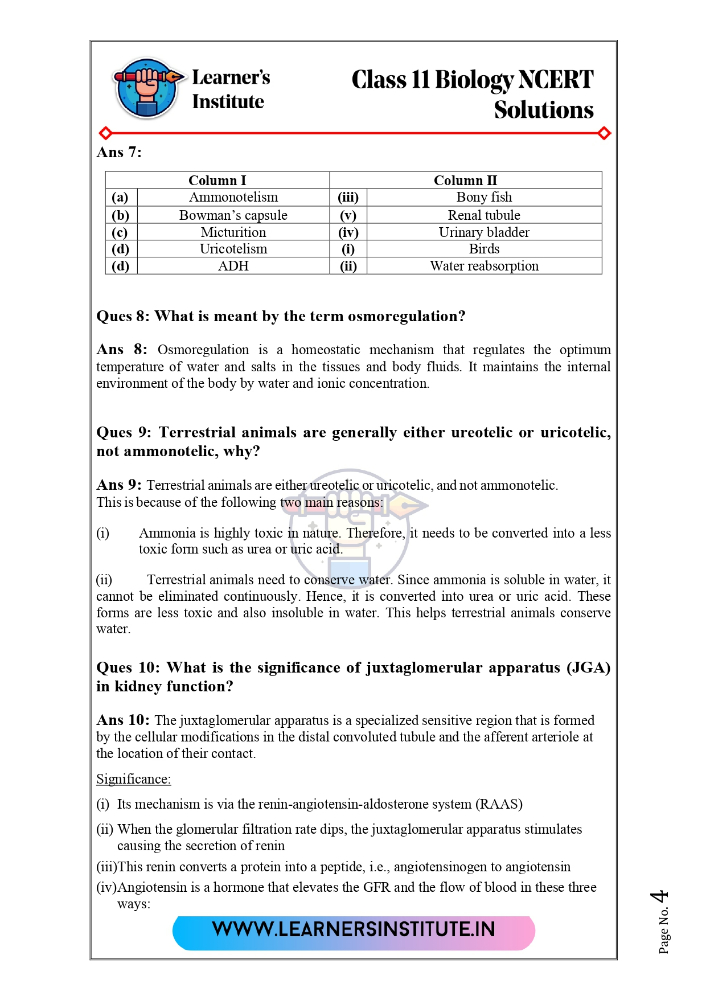 Learner's
Institute
Class 11 Biology NCERT
Solutions
Ans 7:
Column I Column II
(a) Ammonotelism (iii) Bony fish
(b) Bowman's capsule (v) Renal tubule
(c) Micturition (iv) Urinary bladder
(d) Uricotelism (i) Birds
(d) ADH (ii) Water reabsorption
Ques 8: What is meant by the term osmoregulation?
Ans 8: Osmoregulation is a homeostatic mechanism that regulates the optimum
temperature of water and salts in the tissues and body fluids. It maintains the internal
environment of the body by water and ionic concentration.
Ques 9: Terrestrial animals are generally either ureotelic or uricotelic,
not ammonotelic, why?
Ans 9: Terrestrial animals are either ureotelic or uricotelic, and not ammonotelic.
This is because of the following two main reasons:
(i) Ammonia is highly toxic in nature. Therefore, it needs to be converted into a less
toxic form such as urea or uric acid.
(ii) Terrestrial animals need to conserve water. Since ammonia is soluble in water, it
cannot be eliminated continuously. Hence, it is converted into urea or uric acid. These
forms are less toxic and also insoluble in water. This helps terrestrial animals conserve
water.
Ques 10: What is the significance of juxtaglomerular apparatus (JGA)
in kidney function?
Ans 10: The juxtaglomerular apparatus is a specialized sensitive region that is formed
by the cellular modifications in the distal convoluted tubule and the afferent arteriole at
the location of their contact.
Significance:
(i) Its mechanism is via the renin-angiotensin-aldosterone system (RAAS)
(ii) When the glomerular filtration rate dips, the juxtaglomerular apparatus stimulates
causing the secretion of renin
(iii)This renin converts a protein into a peptide, i.e., angiotensinogen to angiotensin
(iv)Angiotensin is a hormone that elevates the GFR and the flow of blood in these three
ways:
WWW.LEARNERSINSTITUTE.IN
Page No. 4